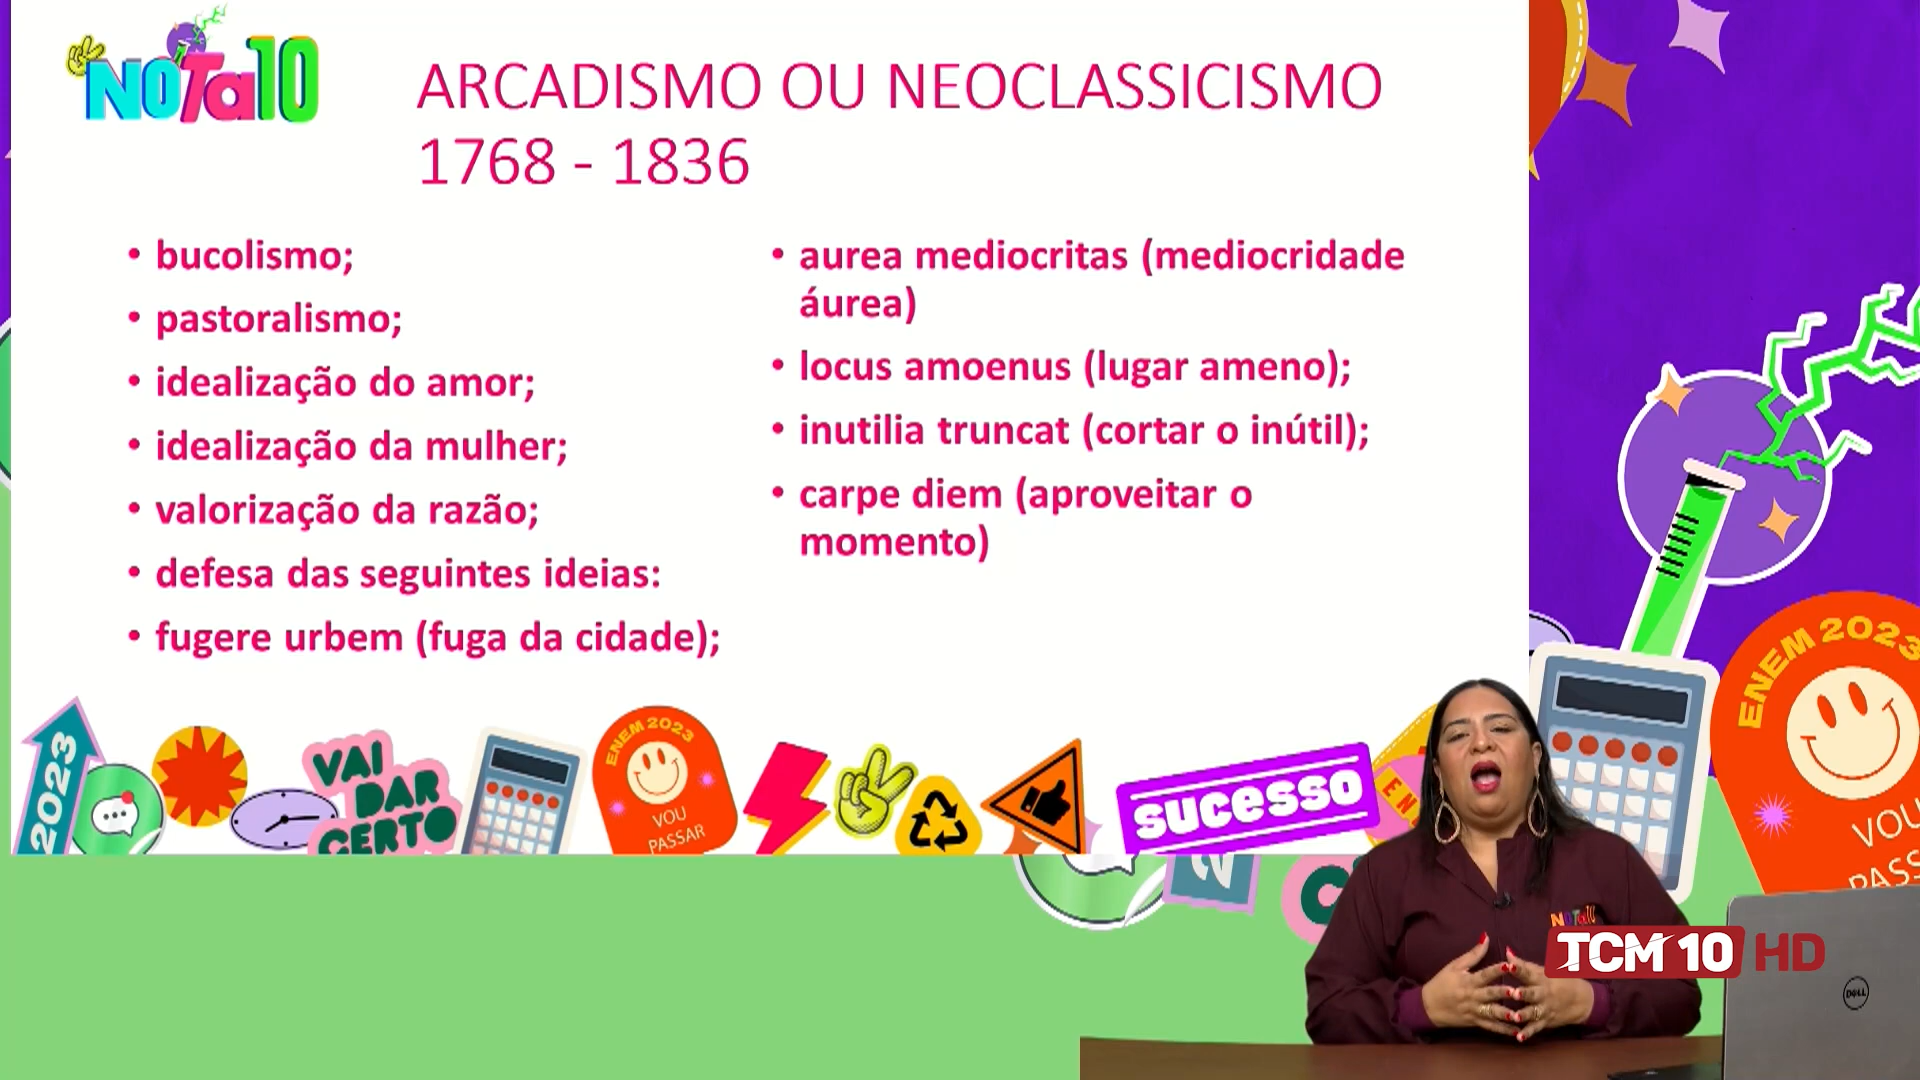 NOTa10
ARCADISMO OU NEOCLASSICISMO
1768 - 1836
• bucolismo;
• pastoralismo;
• idealização do amor;
• idealização da mulher;
• valorização da razão;
• defesa das seguintes ideias:
• fugere urbem (fuga da cidade);
• aurea mediocritas (mediocridade
áurea)
• locus amoenus (lugar ameno);
• inutilia truncat (cortar o inútil);
• carpe diem (aproveitar o
momento)
2023
VAI
DAR
CERTO
ENEM 2023
VOU
PASSAR
sucesso
EN
ENEM 2023
VOU
PASS
NOTa10
TCM 10 HD
DELL